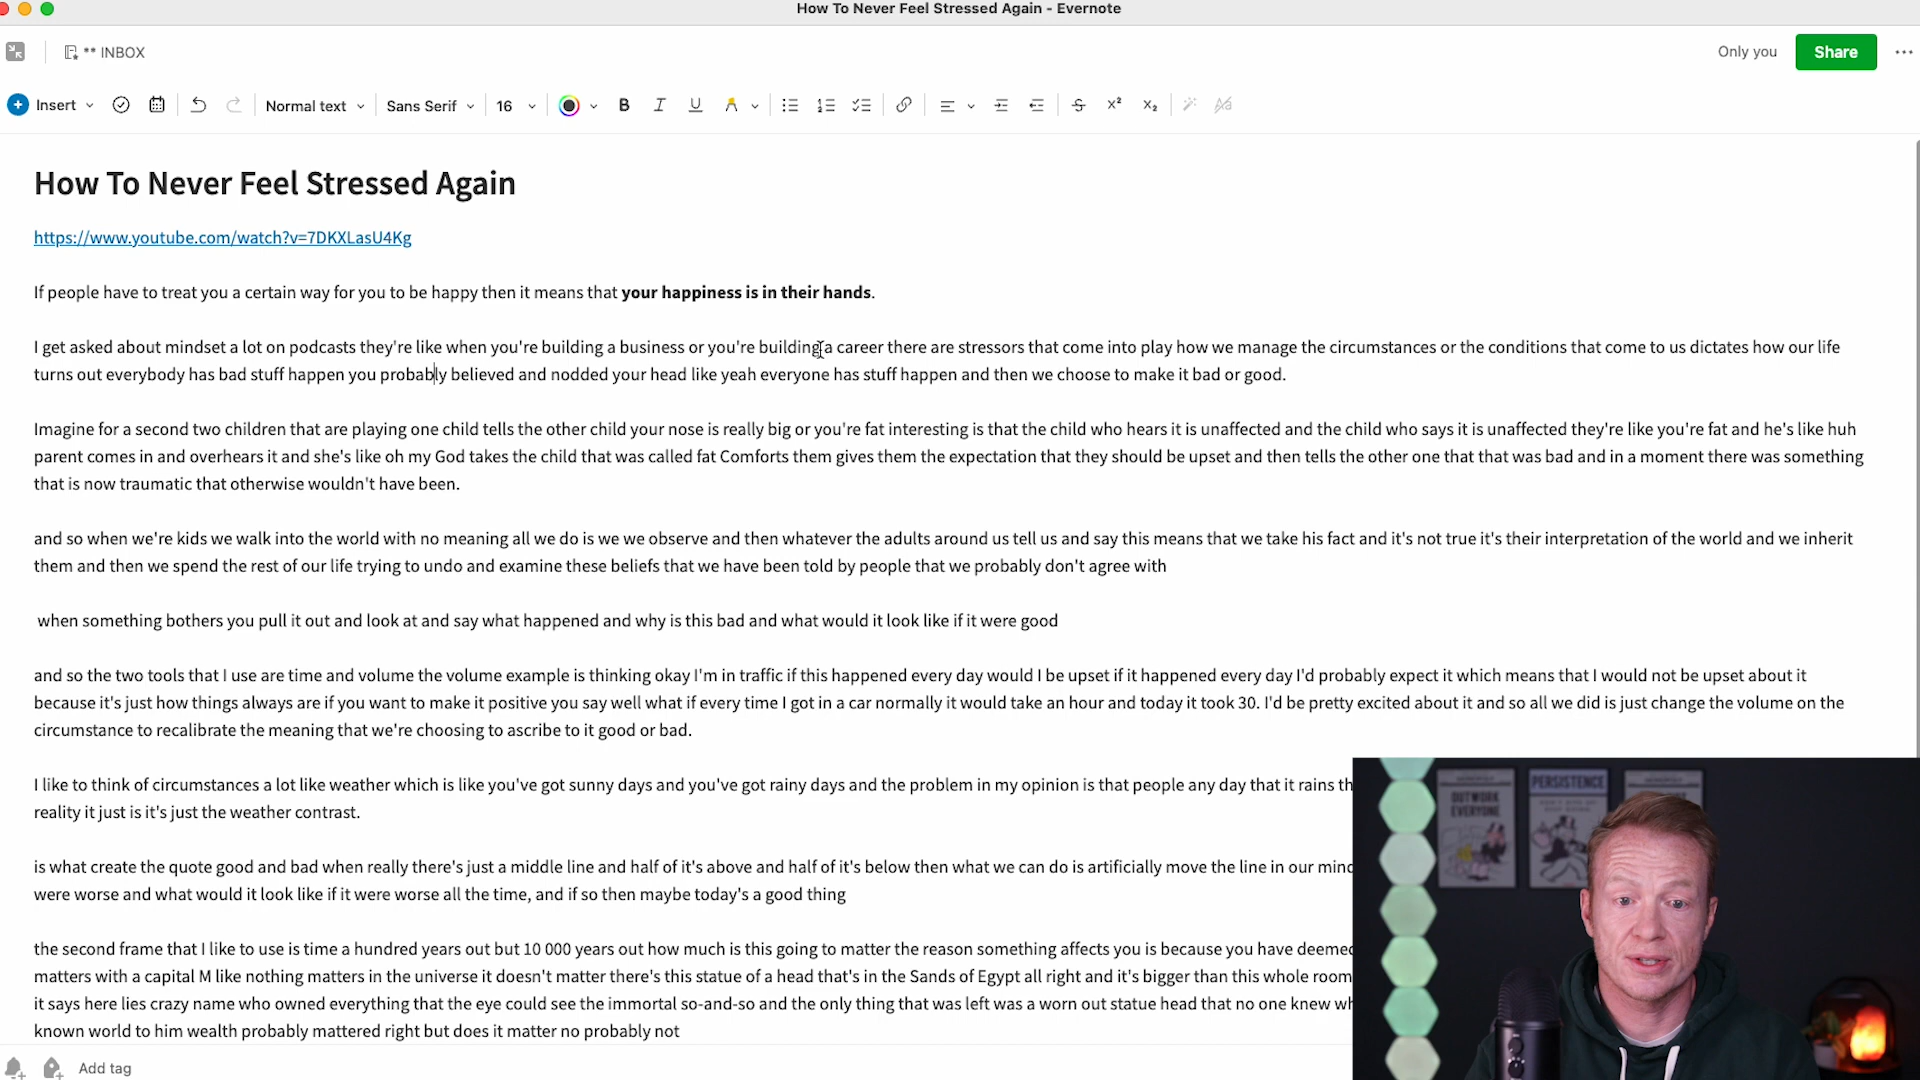 How To Never Feel Stressed Again - Evernote
** INBOX
Only you
Share
Insert
Normal text
Sans Serif
16
How To Never Feel Stressed Again
https://www.youtube.com/watch?v=7DKXLasU4Kg
If people have to treat you a certain way for you to be happy then it means that your happiness is in their hands.
I get asked about mindset a lot on podcasts they're like when you're building a business or you're building a career there are stressors that come into play how we manage the circumstances or the conditions that come to us dictates how our life
turns out everybody has bad stuff happen you probably believed and nodded your head like yeah everyone has stuff happen and then we choose to make it bad or good.
Imagine for a second two children that are playing one child tells the other child your nose is really big or you're fat interesting is that the child who hears it is unaffected and the child who says it is unaffected they're like you're fat and he's like huh
parent comes in and overhears it and she's like oh my God takes the child that was called fat Comforts them gives them the expectation that they should be upset and then tells the other one that that was bad and in a moment there was something
that is now traumatic that otherwise wouldn't have been.
and so when we're kids we walk into the world with no meaning all we do is we we observe and then whatever the adults around us tell us and say this means that we take his fact and it's not true it's their interpretation of the world and we inherit
them and then we spend the rest of our life trying to undo and examine these beliefs that we have been told by people that we probably don't agree with
when something bothers you pull it out and look at and say what happened and why is this bad and what would it look like if it were good
and so the two tools that I use are time and volume the volume example is thinking okay I'm in traffic if this happened every day would I be upset if it happened every day I'd probably expect it which means that I would not be upset about it
because it's just how things always are if you want to make it positive you say well what if every time I got in a car normally it would take an hour and today it took 30. I'd be pretty excited about it and so all we did is just change the volume on the
circumstance to recalibrate the meaning that we're choosing to ascribe to it good or bad.
I like to think of circumstances a lot like weather which is like you've got sunny days and you've got rainy days and the problem in my opinion is that people any day that it rains
reality it just is it's just the weather contrast.
is what create the quote good and bad when really there's just a middle line and half of it's above and half of it's below then what we can do is artificially move the line in our
were worse and what would it look like if it were worse all the time, and if so then maybe today's a good thing
the second frame that I like to use is time a hundred years out but 10 000 years out how much is this going to matter the reason something affects you is because you have
matters with a capital M like nothing matters in the universe it doesn't matter there's this statue of a head that's in the Sands of Egypt all right and it's bigger than this whole room
it says here lies crazy name who owned everything that the eye could see the immortal so-and-so and the only thing that was left was a worn out statue head that no one knew
known world to him wealth probably mattered right but does it matter no probably not
Add tag
OUTWORK
EVERYONE
PERSISTENCE